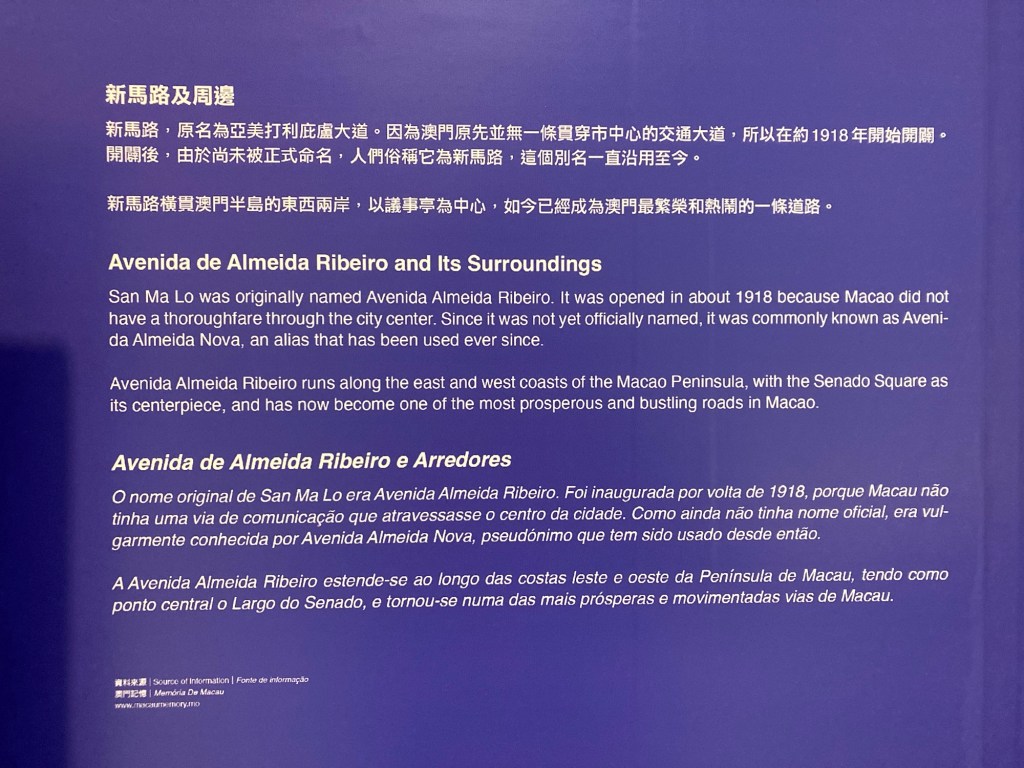 新馬路及周邊
新馬路，原名為亞美打利庇盧大道。因為澳門原先並無一條貫穿市中心的交通大道，所以在約1918年開始開闢。
開闢後，由於尚未被正式命名，人們俗稱它為新馬路，這個別名一直沿用至今。
新馬路橫貫澳門半島的東西兩岸，以議事亭為中心，如今已經成為澳門最繁榮和熱鬧的一條道路。
Avenida de Almeida Ribeiro and Its Surroundings
San Ma Lo was originally named Avenida Almeida Ribeiro. It was opened in about 1918 because Macao did not
have a thoroughfare through the city center. Since it was not yet officially named, it was commonly known as Aveni-
da Almeida Nova, an alias that has been used ever since.
Avenida Almeida Ribeiro runs along the east and west coasts of the Macao Peninsula, with the Senado Square as
its centerpiece, and has now become one of the most prosperous and bustling roads in Macao.
Avenida de Almeida Ribeiro e Arredores
O nome original de San Ma Lo era Avenida Almeida Ribeiro. Foi inaugurada por volta de 1918, porque Macau não
tinha uma via de comunicação que atravessasse o centro da cidade. Como ainda não tinha nome oficial, era vul-
garmente conhecida por Avenida Almeida Nova, pseudónimo que tem sido usado desde então.
A Avenida Almeida Ribeiro estende-se ao longo das costas leste e oeste da Península de Macau, tendo como
ponto central o Largo do Senado, e tornou-se numa das mais prósperas e movimentadas vias de Macau.
資料來源 | Source of Information | Fonte de informação
澳門記憶 | Memória De Macau
www.macaumemory.mo